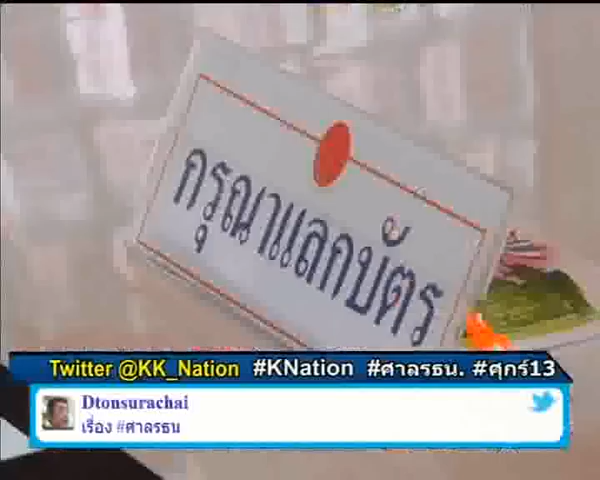 กรุณาแลกบัตร
Twitter @KK_Nation #KNation #ศาลรธน. #ศุกร์13
Dtonsurachai
เรื่อง #ศาลรธน